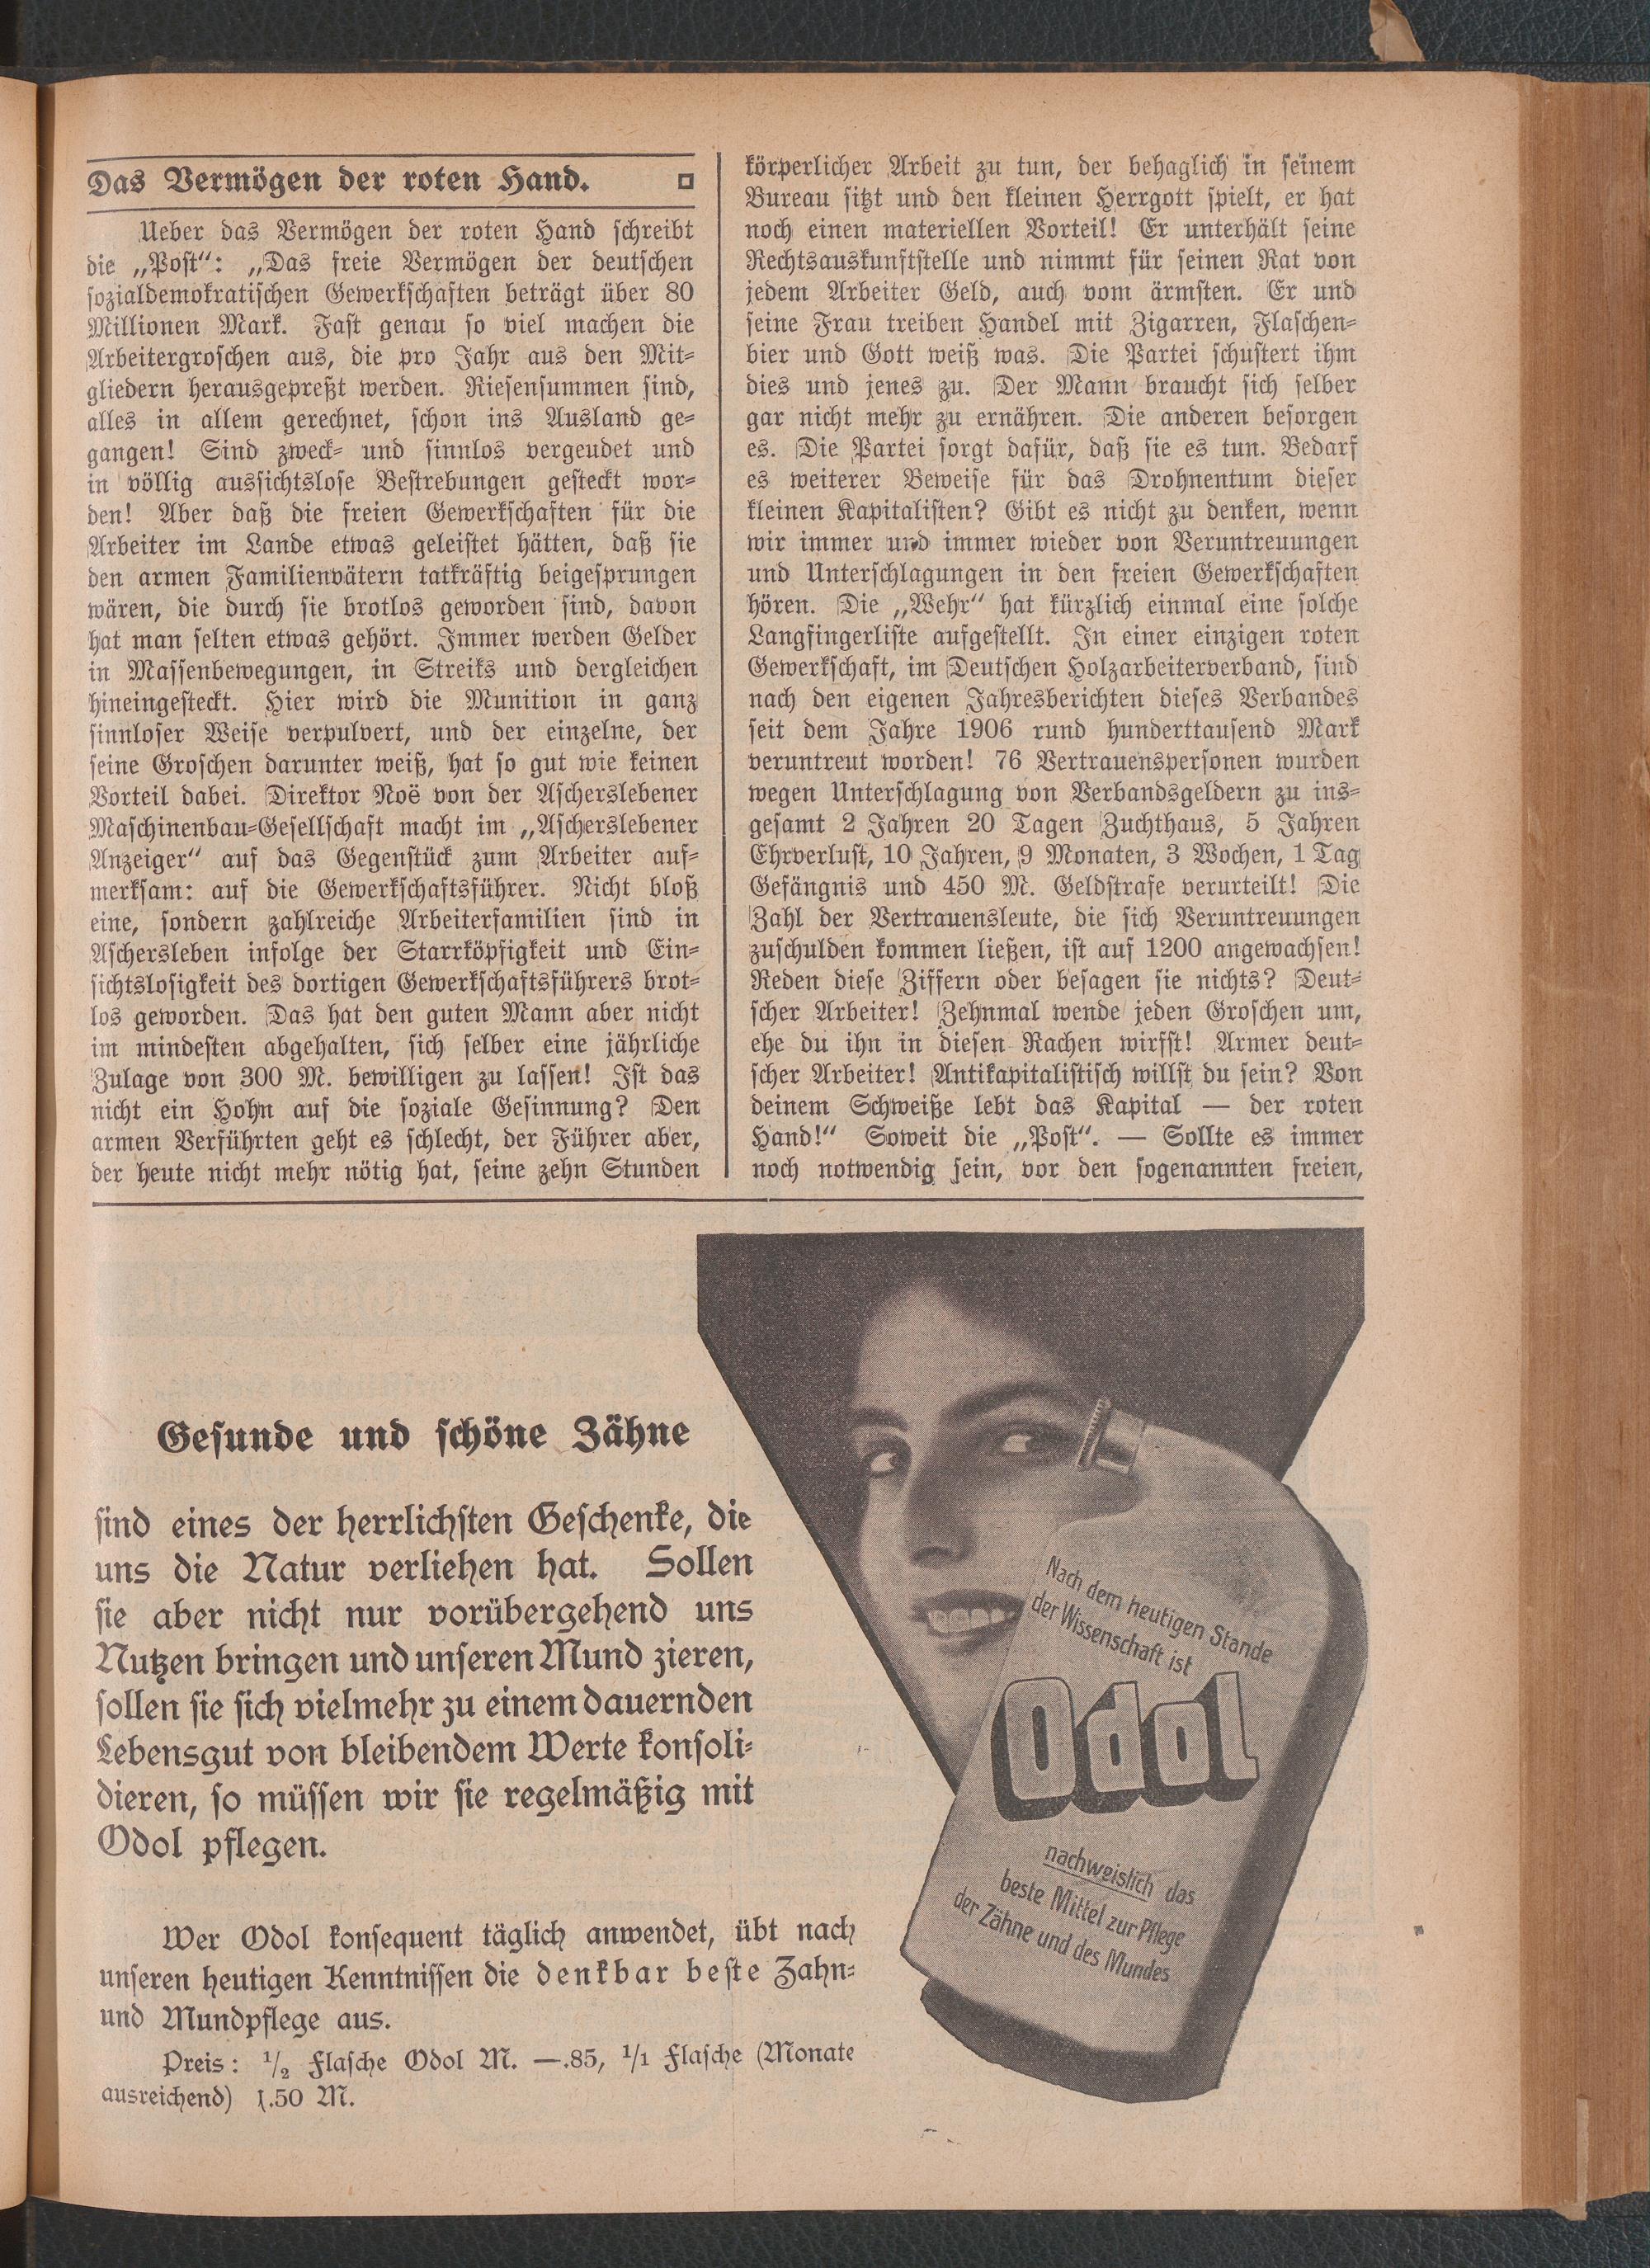 Das Vermögen der roten Hand.
Ueber das Vermögen der roten Hand schreibt
die „Post“: „Das freie Vermögen der deutschen
sozialdemokratischen Gewerkschaften beträgt über 80
Millionen Mark. Fast genau so viel machen die
Arbeitergroschen aus, die pro Jahr aus den Mit-
gliedern herausgepreßt werden. Riesensummen sind,
alles in allem gerechnet, schon ins Ausland ge-
gangen! Sind zweck- und sinnlos vergeudet und
in völlig aussichtslose Bestrebungen gesteckt wor-
den! Aber daß die freien Gewerkschaften für die
Arbeiter im Lande etwas geleistet hätten, daß sie
den armen Familienvätern tatkräftig beigesprungen
wären, die durch sie brotlos geworden sind, davon
hat man selten etwas gehört. Immer werden Gelder
in Massenbewegungen, in Streiks und dergleichen
hineingesteckt. Hier wird die Munition in ganz
sinnloser Weise verpulvert, und der einzelne, der
seine Groschen darunter weiß, hat so gut wie keinen
Vorteil dabei. Direktor Noë von der Ascherslebener
Maschinenbau-Gesellschaft macht im „Ascherslebener
Anzeiger“ auf das Gegenstück zum Arbeiter auf-
merksam: auf die Gewerkschaftsführer. Nicht bloß
eine, sondern zahlreiche Arbeiterfamilien sind in
Aschersleben infolge der Starrköpfigkeit und Ein-
sichtslosigkeit des dortigen Gewerkschaftsführers brot-
los geworden. Das hat den guten Mann aber nicht
im mindesten abgehalten, sich selber eine jährliche
Zulage von 300 M. bewilligen zu lassen! Ist das
nicht ein Hohn auf die soziale Gesinnung? Den
armen Verführten geht es schlecht, der Führer aber,
der heute nicht mehr nötig hat, seine zehn Stunden
körperlicher Arbeit zu tun, der behaglich in seinem
Bureau sitzt und den kleinen Herrgott spielt, er hat
noch einen materiellen Vorteil! Er unterhält seine
Rechtsauskunftstelle und nimmt für seinen Rat von
jedem Arbeiter Geld, auch vom ärmsten. Er und
seine Frau treiben Handel mit Zigarren, Flaschen-
bier und Gott weiß was. Die Partei schustert ihm
dies und jenes zu. Der Mann braucht sich selber
gar nicht mehr zu ernähren. Die anderen besorgen
es. Die Partei sorgt dafür, daß sie es tun. Bedarf
es weiterer Beweise für das Drohnentum dieser
kleinen Kapitalisten? Gibt es nicht zu denken, wenn
wir immer und immer wieder von Veruntreuungen
und Unterschlagungen in den freien Gewerkschaften
hören. Die „Wehr“ hat kürzlich einmal eine solche
Langfingerliste aufgestellt. In einer einzigen roten
Gewerkschaft, im Deutschen Holzarbeiterverband, sind
nach den eigenen Jahresberichten dieses Verbandes
seit dem Jahre 1906 rund hunderttausend Mark
veruntreut worden! 76 Vertrauenspersonen wurden
wegen Unterschlagung von Verbandsgeldern zu ins-
gesamt 2 Jahren 20 Tagen Zuchthaus, 5 Jahren
Ehrverlust, 10 Jahren, 9 Monaten, 3 Wochen, 1 Tag
Gefängnis und 450 M. Geldstrafe verurteilt! Die
Zahl der Vertrauensleute, die sich Veruntreuungen
zuschulden kommen ließen, ist auf 1200 angewachsen!
Reden diese Ziffern oder besagen sie nichts? Deut-
scher Arbeiter! Zehnmal wende jeden Groschen um,
ehe du ihn in diesen Rachen wirfst! Armer deut-
scher Arbeiter! Antikapitalistisch willst du sein? Von
deinem Schweiße lebt das Kapital — der roten
Hand!“ Soweit die „Post“. — Sollte es immer
noch notwendig sein, vor den sogenannten freien,
Gesunde und schöne Zähne
sind eines der herrlichsten Geschenke, die
uns die Natur verliehen hat. Sollen
sie aber nicht nur vorübergehend uns
Nutzen bringen und unseren Mund zieren,
sollen sie sich vielmehr zu einem dauernden
Lebensgut von bleibendem Werte konsoli-
dieren, so müssen wir sie regelmäßig mit
Odol pflegen.
Wer Odol konsequent täglich anwendet, übt nach
unseren heutigen Kenntnissen die denkbar beste Zahn-
und Mundpflege aus.
Preis: 1/2 Flasche Odol M. —.85, 1/1 Flasche (Monate
ausreichend) 1.50 M.
Nach dem heutigen Stande
der Wissenschaft ist
Odol
nachweislich das
beste Mittel zur Pflege
der Zähne und des Mundes